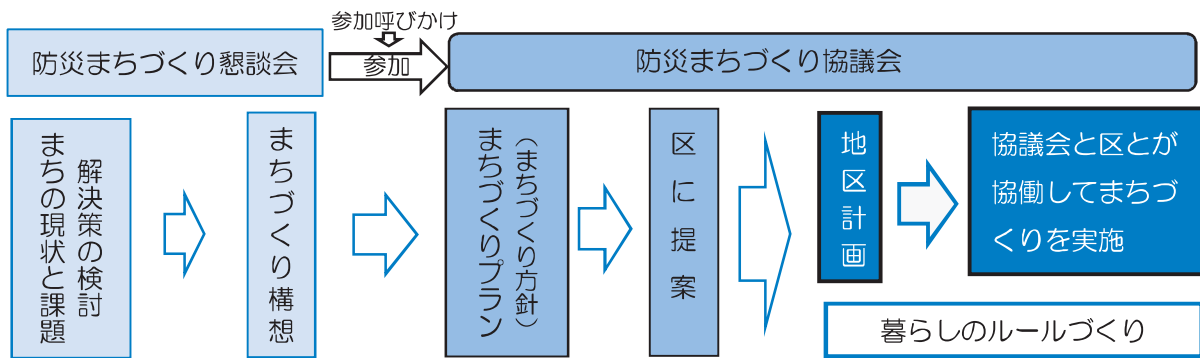 参加呼びかけ
防災まちづくり懇談会
参加
防災まちづくり協議会
まちの現状と課題
解決策の検討
まちづくり構想
まちづくりプラン
（まちづくり方針）
区に提案
地区計画
協議会と区とが
協働してまちづ
くりを実施
暮らしのルールづくり